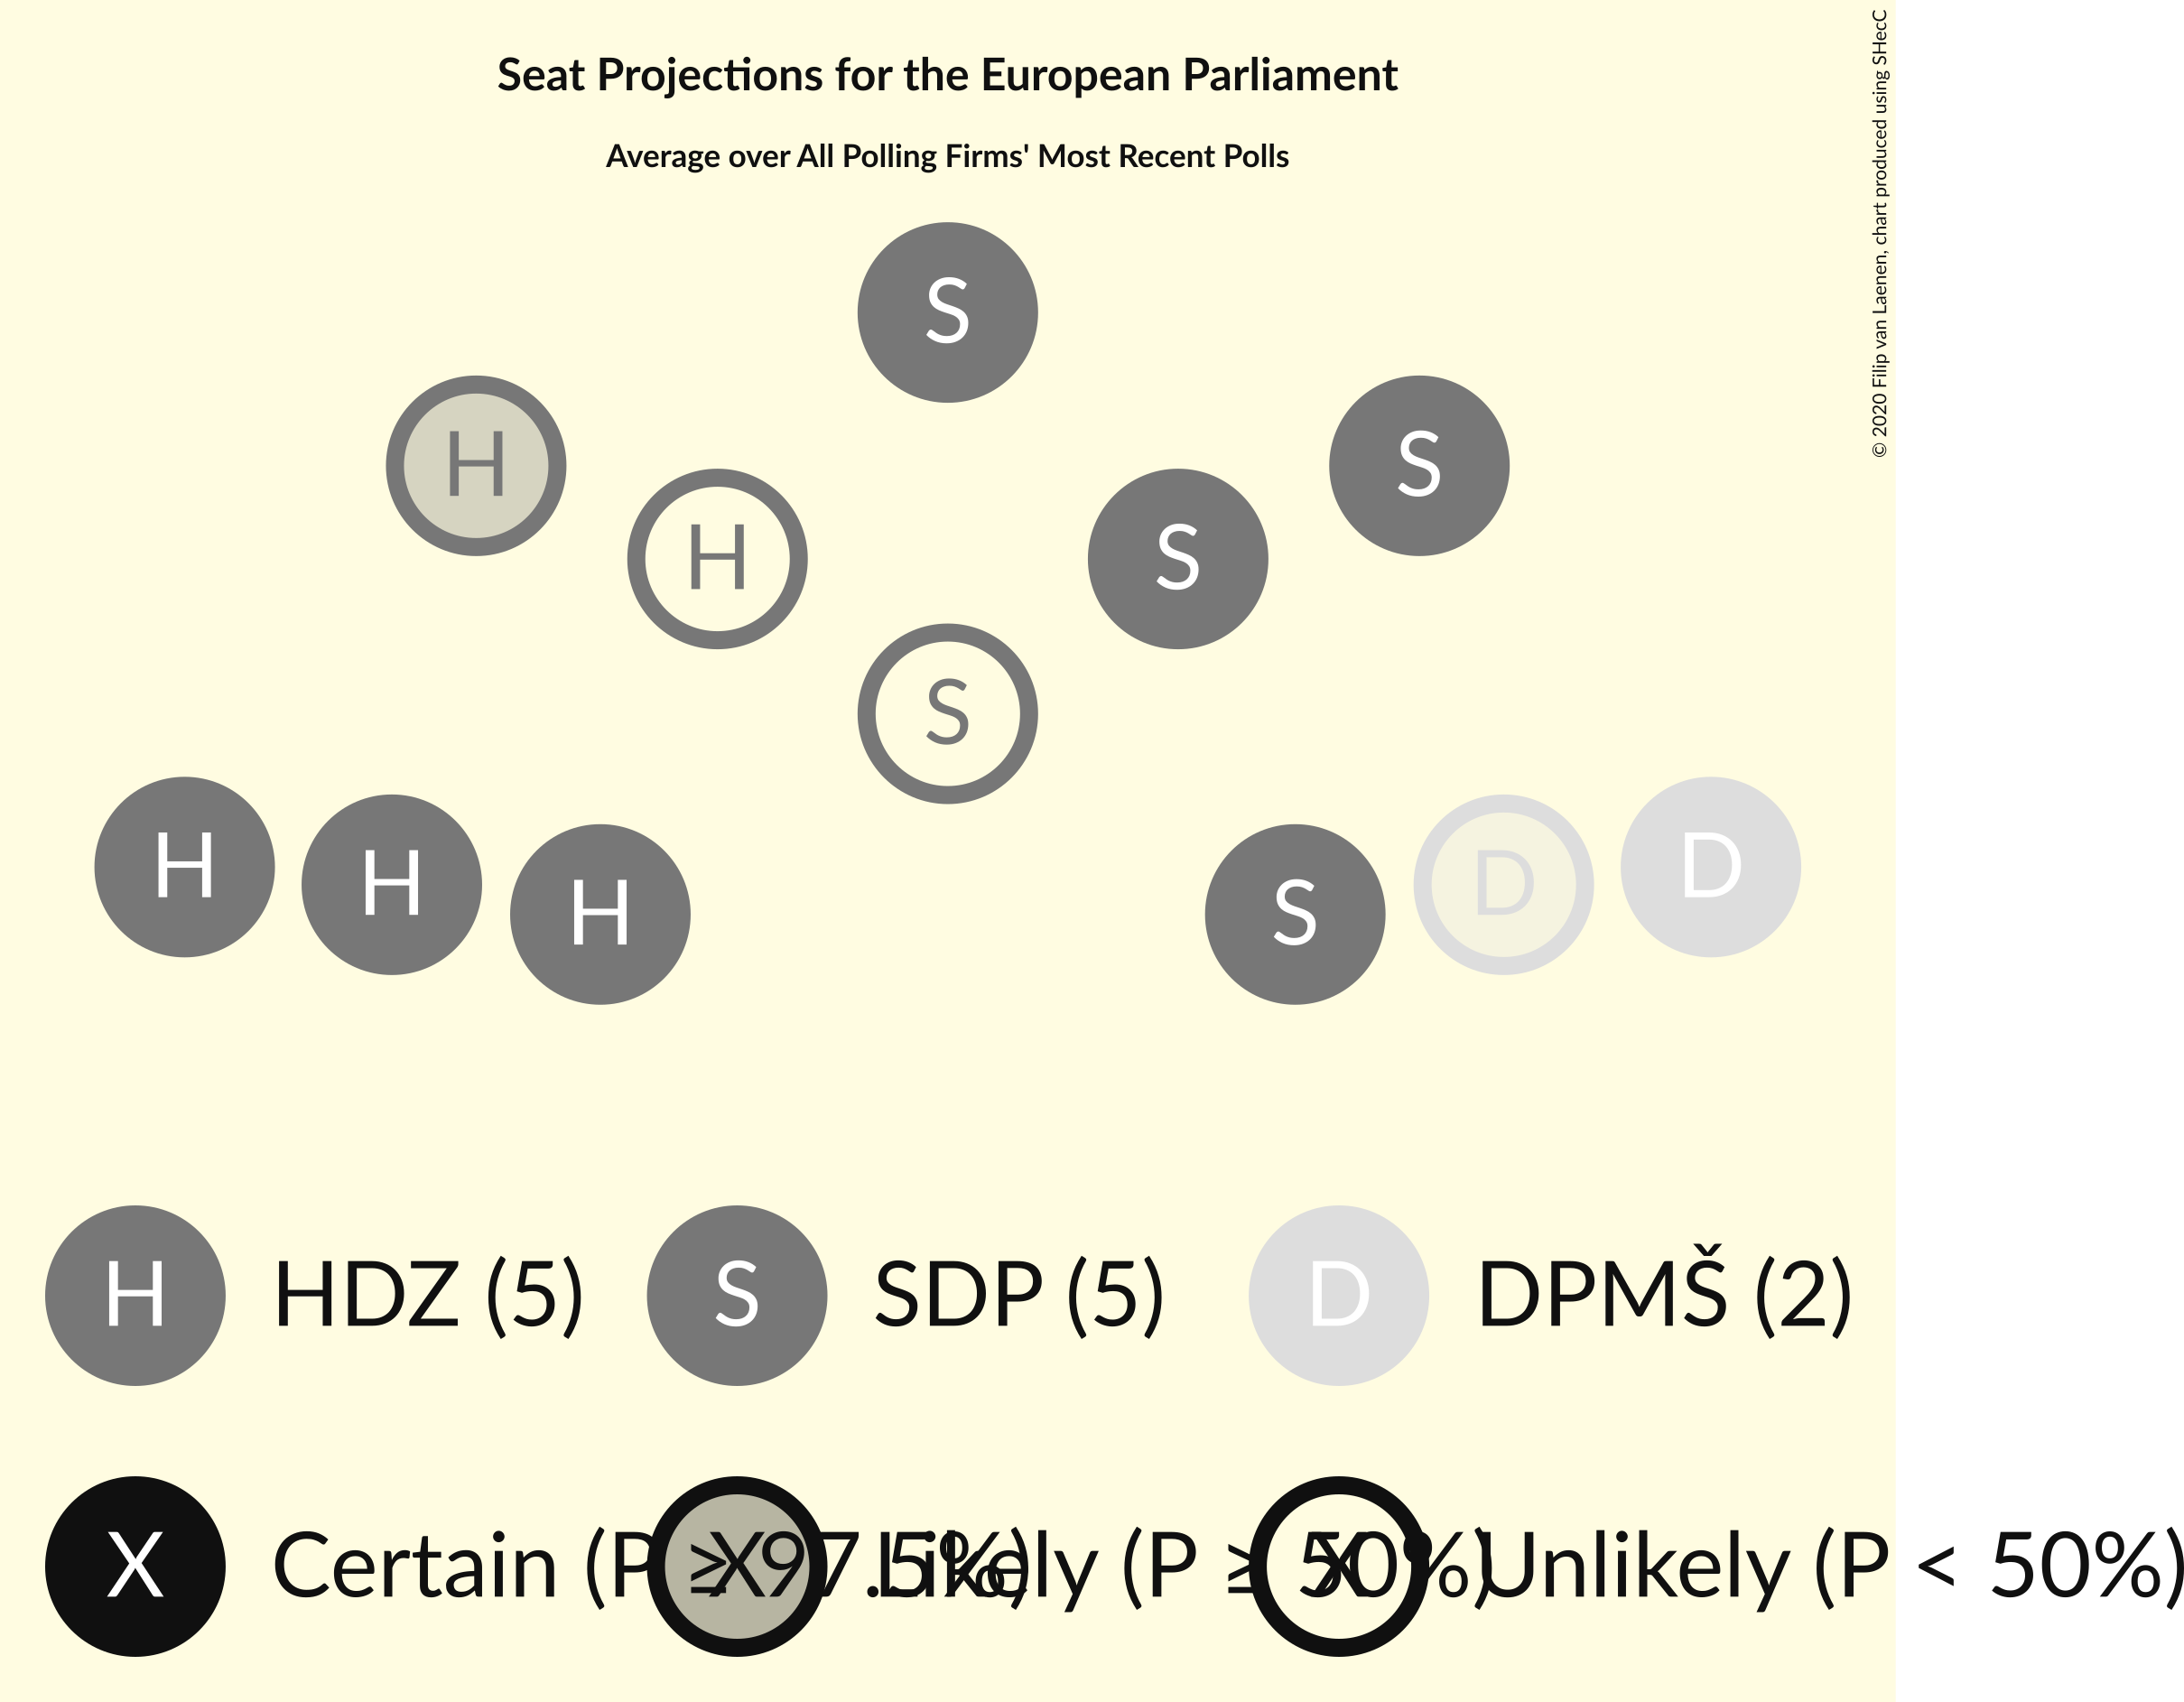 Seat Projections for the European Parliament
Average over All Polling Firms' Most Recent Polls
© 2020 Filip van Laenen, chart produced using SHecC
S
H
S
H
S
S
H
H
H
S
D
D
H HDZ (5) S SDP (5) D DPMŠ (2)
X Certain (P ≥ 97.5%) X Likely (P ≥ 50%) X Unlikely (P < 50%)